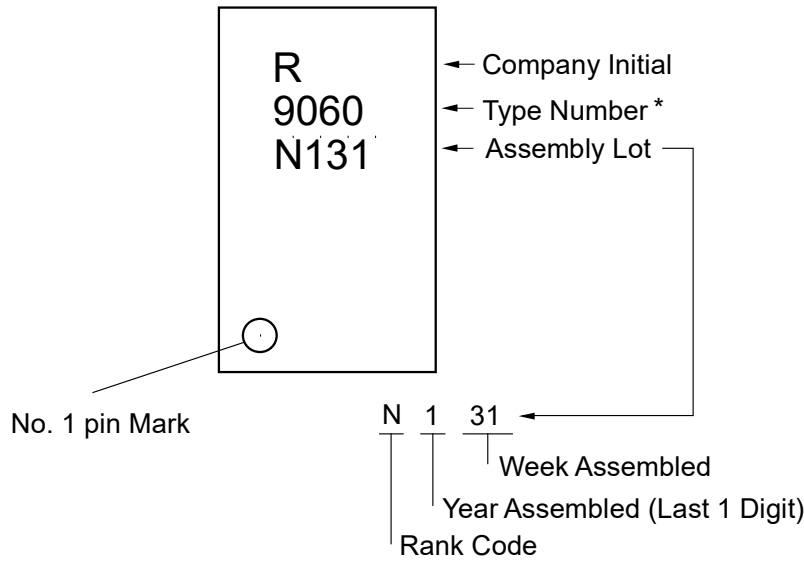 R
Company Initial
9060
Type Number *
N131
Assembly Lot
No. 1 pin Mark
N 1 31
Week Assembled
Year Assembled (Last 1 Digit)
Rank Code